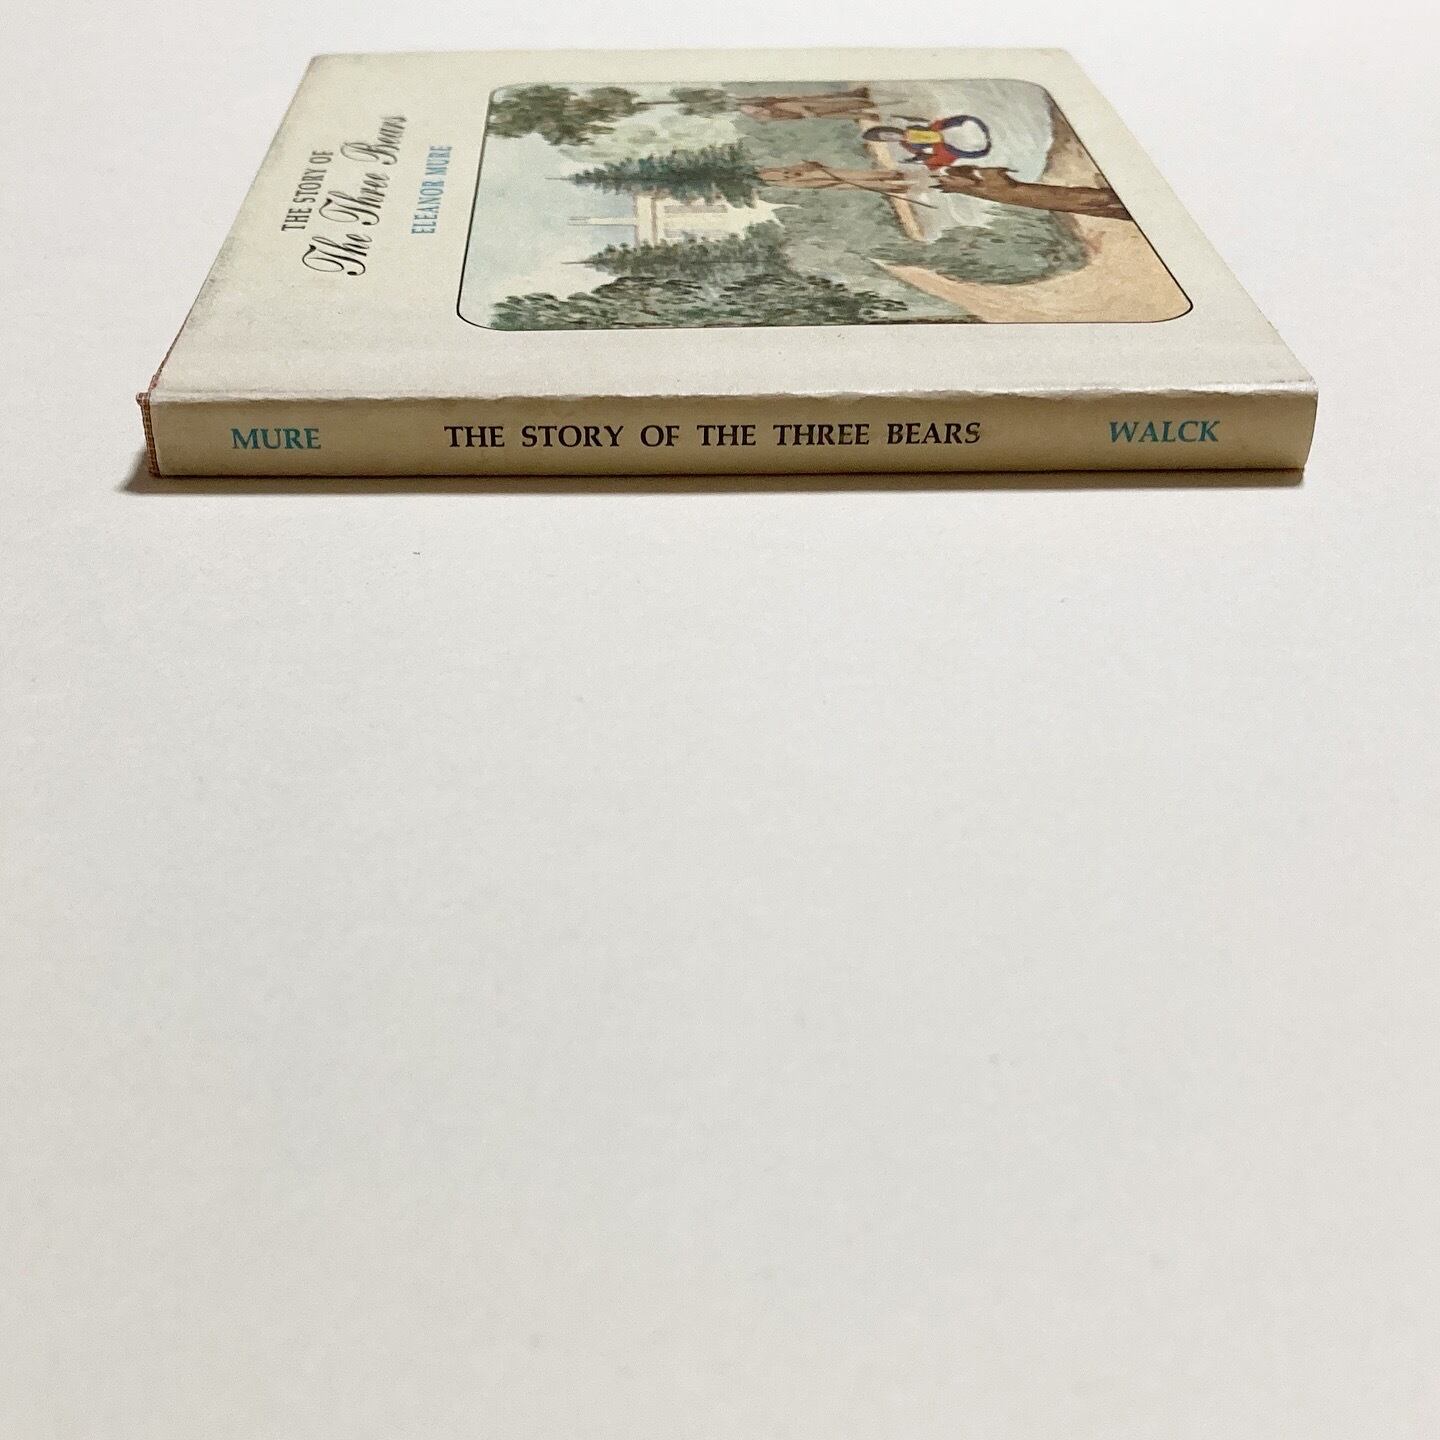 THE STORY OF
The Three Bears
ELEANOR MURE
MURE THE STORY OF THE THREE BEARS WALCK